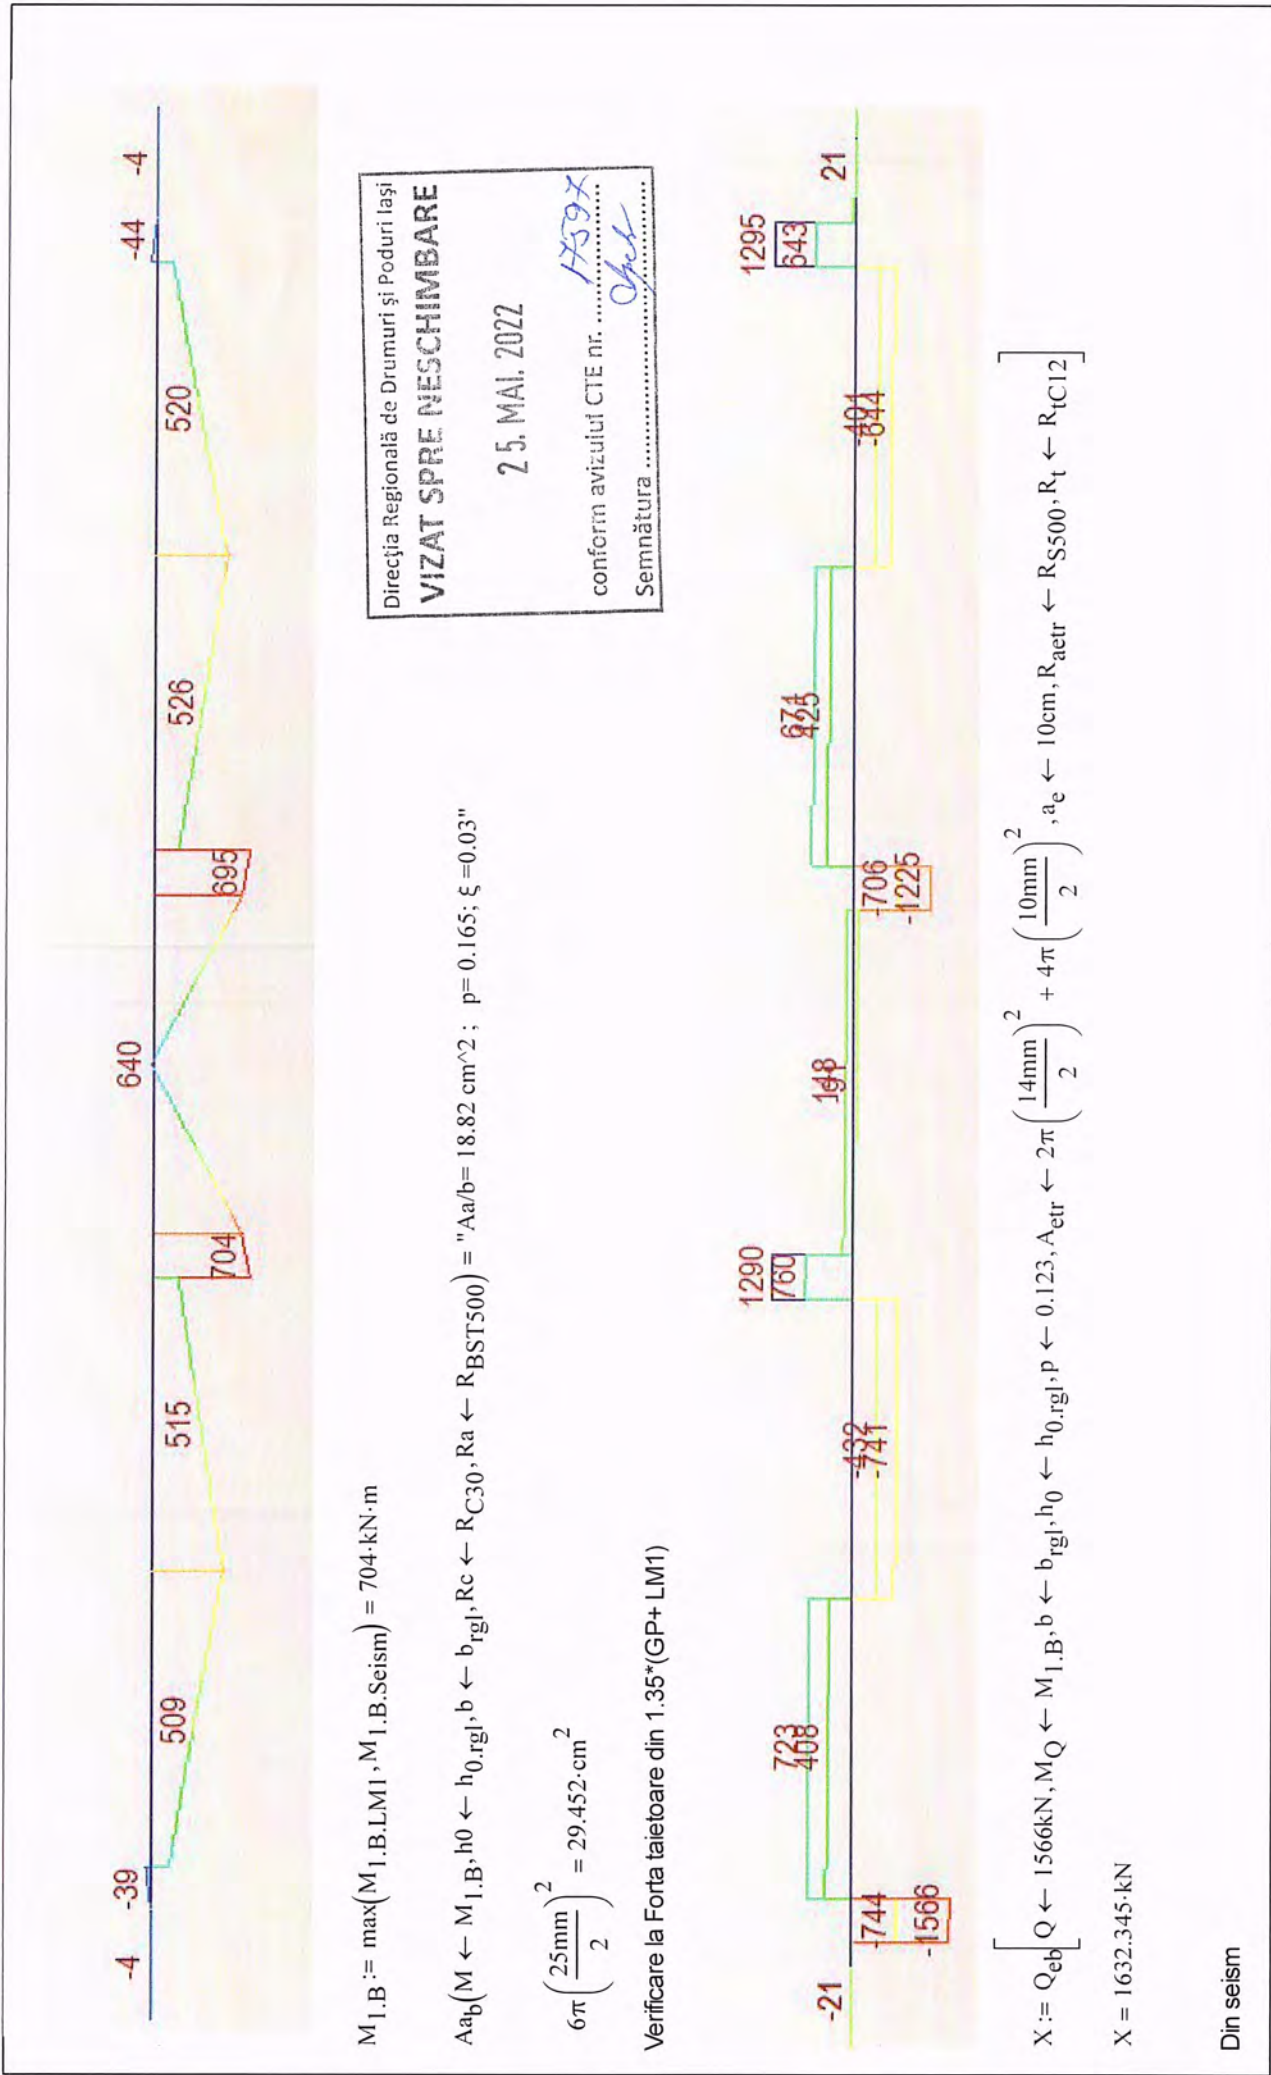 -4
-39
509
515
704
640
695
526
520
-44
-4
M1.B := max(M1.B.LM1, M1.B.Seism) = 704·kN·m
Direcția Regională de Drumuri și Poduri Iași
VIZAT SPRE NESCHIMBARE
25. MAI. 2022
conform avizului CTE nr. 17597
Semnătura
Aab(M ← M1.B, h0 ← h0.rgl, b ← brgl, Rc ← RC30, Ra ← RBST500) = "Aa/b= 18.82 cm^2 ; p= 0.165; ξ =0.03"
6π(25mm/2)^2 = 29.452·cm^2
Verificare la Forta taietoare din 1.35*(GP+ LM1)
-21
-744
-1566
723
408
-432
-741
1290
760
148
-706
-1225
671
425
-401
-644
1295
643
21
X := Qeb[Q ← 1566kN, MQ ← M1.B, b ← brgl, h0 ← h0.rgl, p ← 0.123, Aetr ← 2π(14mm/2)^2 + 4π(10mm/2)^2, ae ← 10cm, Raetr ← RS500, Rt ← RtC12]
X = 1632.345·kN
Din seism